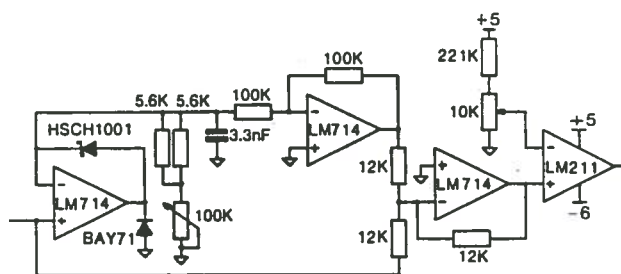 +5
221K
100K
5.6K 5.6K
100K
10K
HSCH1001
3.3nF
-
+
LM714
+5
12K
-
+
LM211
+
-
LM714
-
+
LM714
BAY71
100K
12K
12K
-6